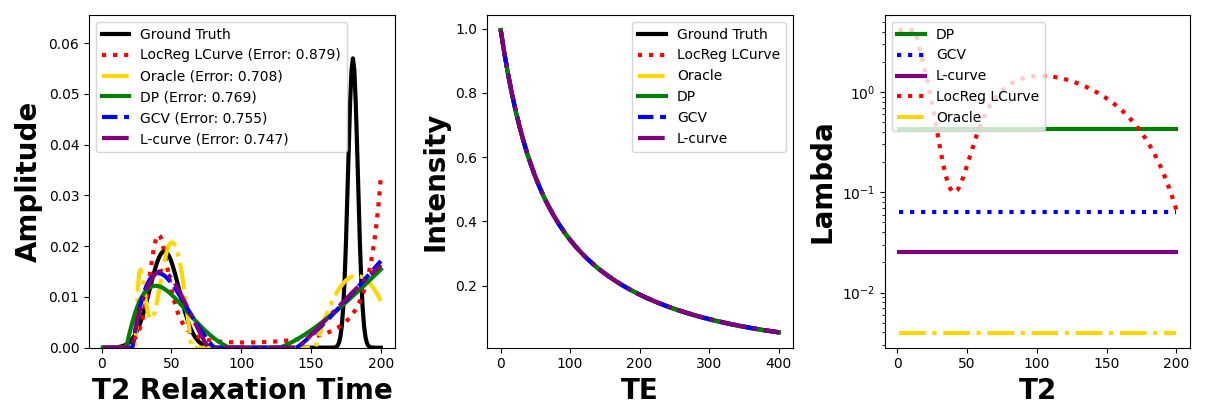 Amplitude
0.06
0.05
0.04
0.03
0.02
0.01
0.00
Ground Truth
LocReg LCurve (Error: 0.879)
Oracle (Error: 0.708)
DP (Error: 0.769)
GCV (Error: 0.755)
L-curve (Error: 0.747)
0 50 100 150 200
T2 Relaxation Time
Intensity
1.0
0.8
0.6
0.4
0.2
Ground Truth
LocReg LCurve
Oracle
DP
GCV
L-curve
0 100 200 300 400
TE
Lambda
10⁰
10⁻¹
10⁻²
DP
GCV
L-curve
LocReg LCurve
Oracle
0 50 100 150 200
T2